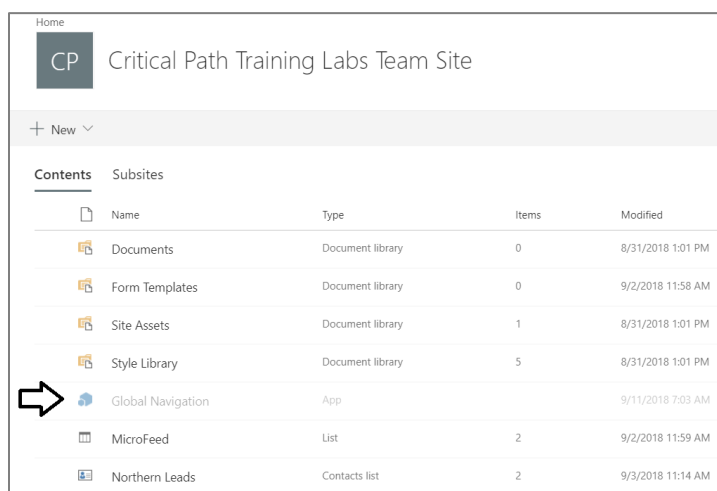 Home
CP Critical Path Training Labs Team Site
+ New
Contents Subsites
Name Type Items Modified
Documents Document library 0 8/31/2018 1:01 PM
Form Templates Document library 0 9/2/2018 11:58 AM
Site Assets Document library 1 8/31/2018 1:01 PM
Style Library Document library 5 8/31/2018 1:01 PM
Global Navigation App 9/11/2018 7:03 AM
MicroFeed List 2 9/2/2018 11:59 AM
Northern Leads Contacts list 2 9/3/2018 11:14 AM